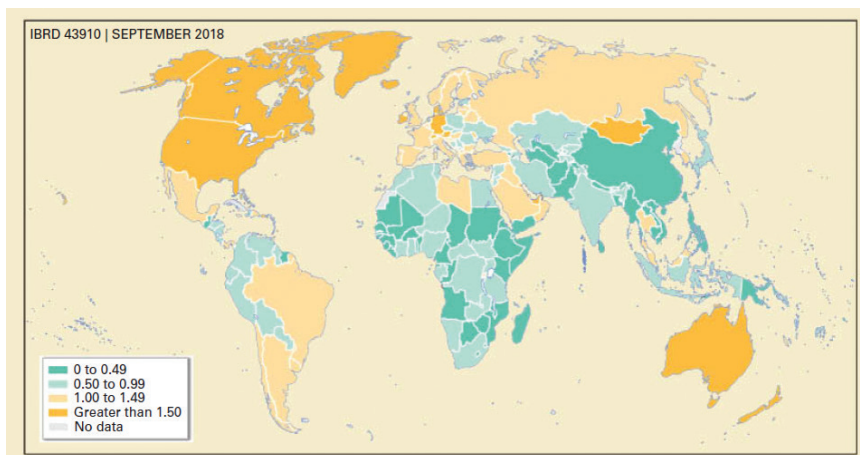 IBRD 43910 | SEPTEMBER 2018
0 to 0.49
0.50 to 0.99
1.00 to 1.49
Greater than 1.50
No data